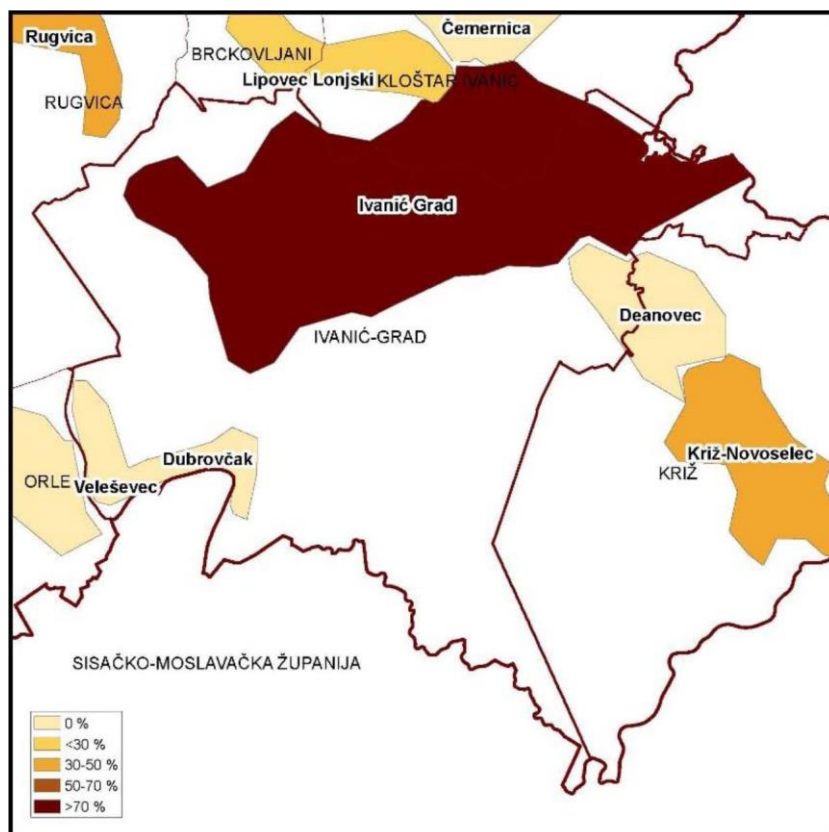 Čemernica
Rugvica
BRCKOVLJANI
Lipovec Lonjski
KLOŠTAR IVANIĆ
RUGVICA
Ivanić Grad
Deanovec
IVANIĆ-GRAD
Križ-Novoselec
Dubrovčak
KRIŽ
ORLE
Veleševec
SISAČKO-MOSLAVAČKA ŽUPANIJA
0 %
<30 %
30-50 %
50-70 %
>70 %